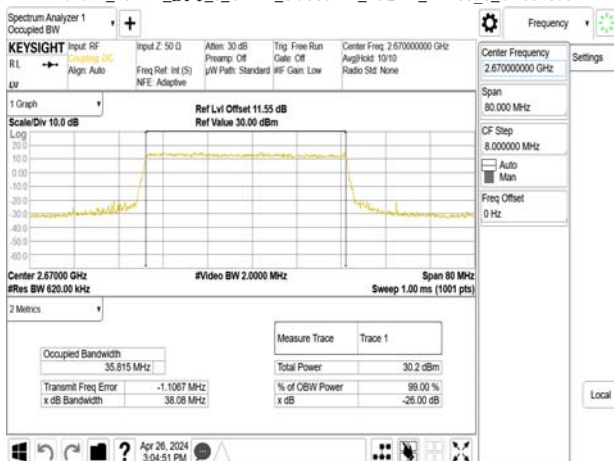 Spectrum Analyzer 1
Occupied BW
+
Frequency
KEYSIGHT
RL
Input: RF
Coupling: DC
Align: Auto
Input Z: 50 Ω
Freq Ref: Int (S)
NFE: Adaptive
Atten: 30 dB
Preamp: Off
µW Path: Standard
Trig: Free Run
Gate: Off
#IF Gain: Low
Center Freq: 2.670000000 GHz
Avg|Hold: 10/10
Radio Std: None
1 Graph
Scale/Div 10.0 dB
Ref Lvl Offset 11.55 dB
Ref Value 30.00 dBm
Log
20.0
10.0
0.00
-10.0
-20.0
-30.0
-40.0
-50.0
-60.0
Center 2.67000 GHz
#Res BW 620.00 kHz
#Video BW 2.0000 MHz
Span 80 MHz
Sweep 1.00 ms (1001 pts)
2 Metrics
Measure Trace Trace 1
Occupied Bandwidth
35.815 MHz
Total Power 30.2 dBm
Transmit Freq Error -1.1067 MHz
% of OBW Power 99.00 %
x dB Bandwidth 38.08 MHz
x dB -26.00 dB
Apr 26, 2024
3:04:51 PM
Center Frequency
2.670000000 GHz
Settings
Span
80.000 MHz
CF Step
8.000000 MHz
Auto
Man
Freq Offset
0 Hz
Local